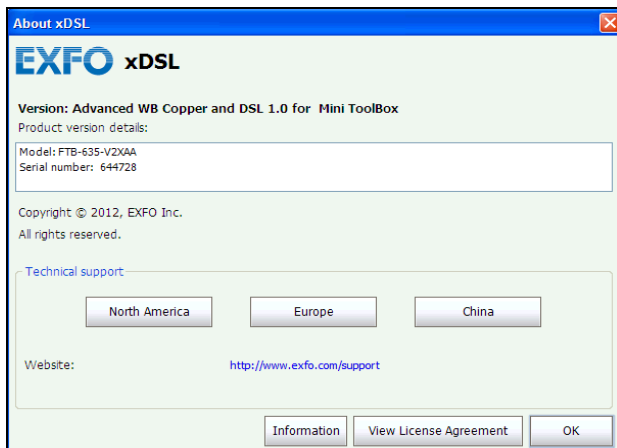 About xDSL
EXFO xDSL
Version: Advanced WB Copper and DSL 1.0 for Mini ToolBox
Product version details:
Model: FTB-635-V2XAA
Serial number: 644728
Copyright © 2012, EXFO Inc.
All rights reserved.
Technical support
North America Europe China
Website: http://www.exfo.com/support
Information View License Agreement OK